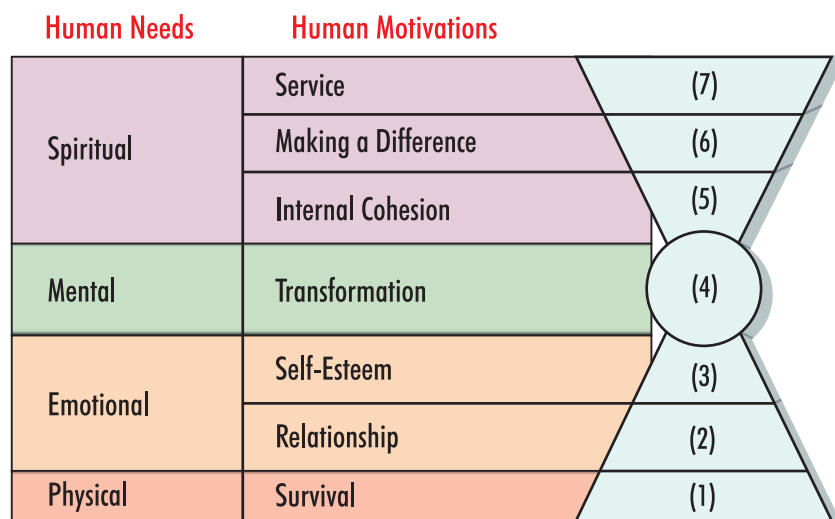 Human Needs Human Motivations
Service (7)
Spiritual Making a Difference (6)
Internal Cohesion (5)
Mental Transformation (4)
Self-Esteem (3)
Emotional
Relationship (2)
Physical Survival (1)